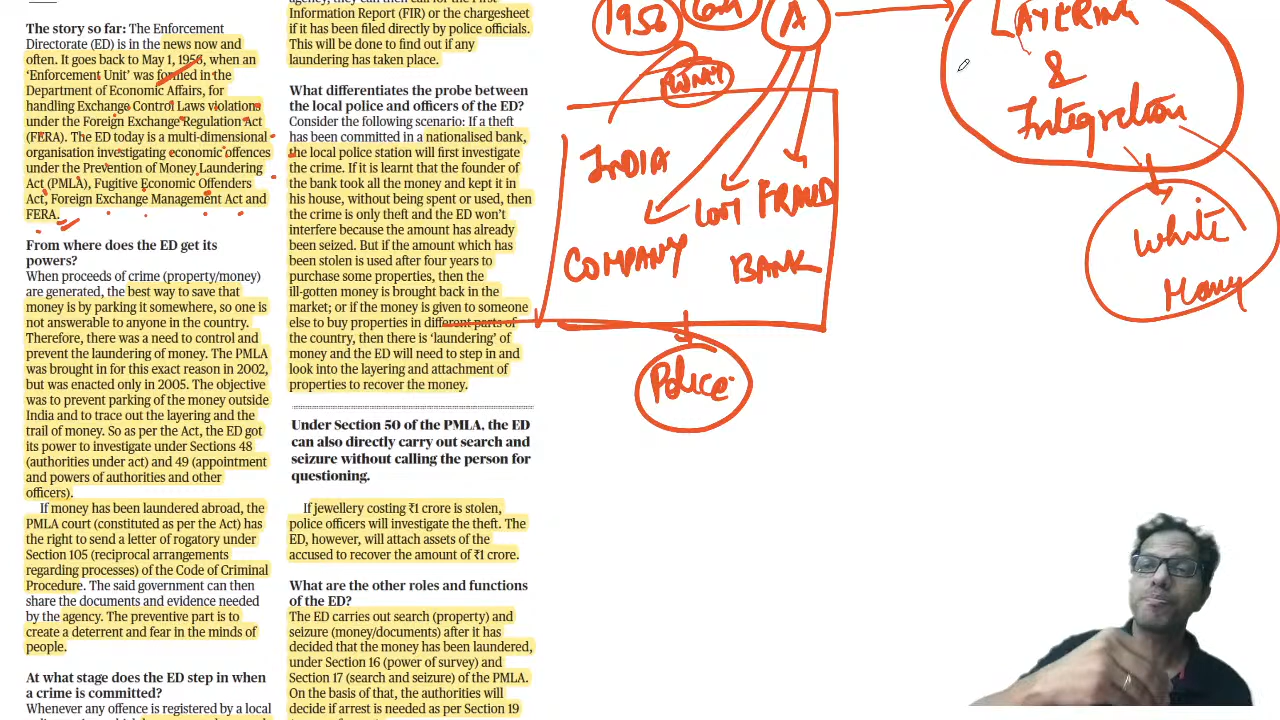 The story so far: The Enforcement
Directorate (ED) is in the news now and
often. It goes back to May 1, 1956, when an
‘Enforcement Unit’ was formed in the
Department of Economic Affairs, for
handling Exchange Control Laws violations
under the Foreign Exchange Regulation Act
(FERA). The ED today is a multi-dimensional
organisation investigating economic offences
under the Prevention of Money Laundering
Act (PMLA), Fugitive Economic Offenders
Act, Foreign Exchange Management Act and
FERA.
From where does the ED get its
powers?
When proceeds of crime (property/money)
are generated, the best way to save that
money is by parking it somewhere, so one is
not answerable to anyone in the country.
Therefore, there was a need to control and
prevent the laundering of money. The PMLA
was brought in for this exact reason in 2002,
but was enacted only in 2005. The objective
was to prevent parking of the money outside
India and to trace out the layering and the
trail of money. So as per the Act, the ED got
its power to investigate under Sections 48
(authorities under act) and 49 (appointment
and powers of authorities and other
officers).
If money has been laundered abroad, the
PMLA court (constituted as per the Act) has
the right to send a letter of rogatory under
Section 105 (reciprocal arrangements
regarding processes) of the Code of Criminal
Procedure. The said government can then
share the documents and evidence needed
by the agency. The preventive part is to
create a deterrent and fear in the minds of
people.
At what stage does the ED step in when
a crime is committed?
Whenever any offence is registered by a local
agency, they can then call for the First
Information Report (FIR) or the chargesheet
if it has been filed directly by police officials.
This will be done to find out if any
laundering has taken place.
What differentiates the probe between
the local police and officers of the ED?
Consider the following scenario: If a theft
has been committed in a nationalised bank,
the local police station will first investigate
the crime. If it is learnt that the founder of
the bank took all the money and kept it in
his house, without being spent or used, then
the crime is only theft and the ED won’t
interfere because the amount has already
been seized. But if the amount which has
been stolen is used after four years to
purchase some properties, then the
ill-gotten money is brought back in the
market; or if the money is given to someone
else to buy properties in different parts of
the country, then there is ‘laundering’ of
money and the ED will need to step in and
look into the layering and attachment of
properties to recover the money.
Under Section 50 of the PMLA, the ED
can also directly carry out search and
seizure without calling the person for
questioning.
If jewellery costing ₹1 crore is stolen,
police officers will investigate the theft. The
ED, however, will attach assets of the
accused to recover the amount of ₹1 crore.
What are the other roles and functions
of the ED?
The ED carries out search (property) and
seizure (money/documents) after it has
decided that the money has been laundered,
under Section 16 (power of survey) and
Section 17 (search and seizure) of the PMLA.
On the basis of that, the authorities will
decide if arrest is needed as per Section 19
1956
A
INDIA
LOOT FRAUD
COMPANY
BANK
Police
LAYERING
&
Integration
White
Money